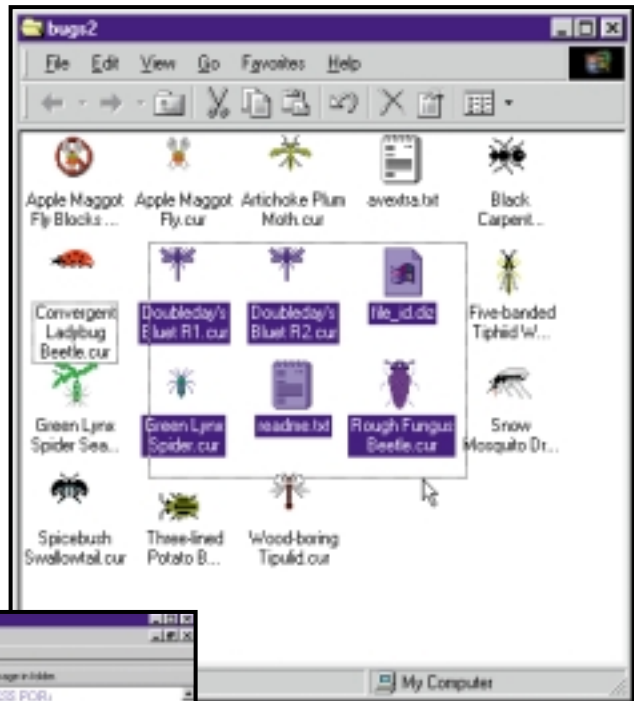 bugs2
File Edit View Go Favorites Help
Apple Maggot Apple Maggot Artichoke Plum avextra.txt Black
Fly Blocks ... Fly.cur Moth.cur Carpent...
Convergent Doubleday's Doubleday's file_id.diz Five-banded
Ladybug Bluet R1.cur Bluet R2.cur Tiphiid W...
Beetle.cur
Green Lynx Green Lynx readme.txt Rough Fungus Snow
Spider Sea... Spider.cur Beetle.cur Mosquito Dr...
Spicebush Three-lined Wood-boring
Swallowtail.cur Potato B... Tipulid.cur
My Computer